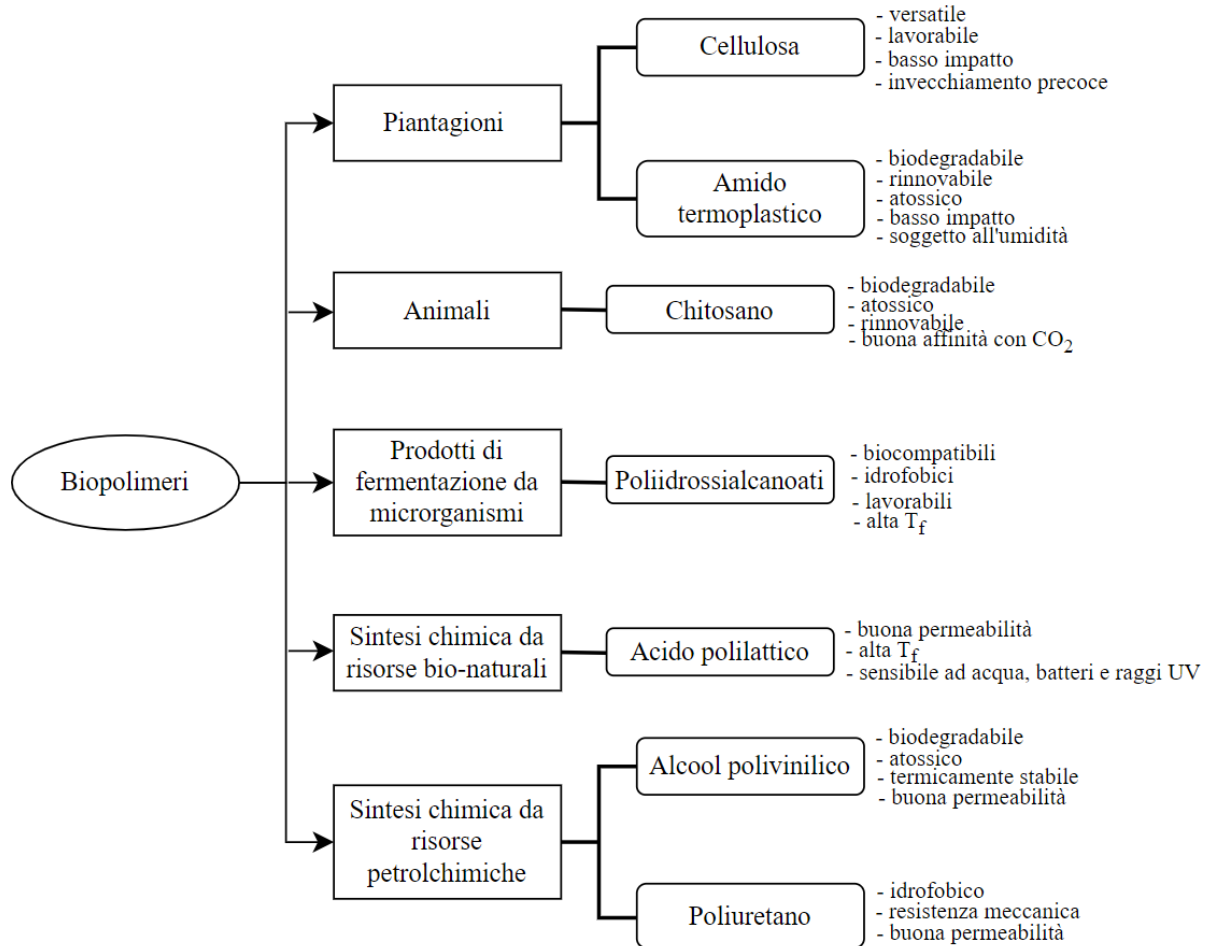 Biopolimeri
Piantagioni
Cellulosa
- versatile
- lavorabile
- basso impatto
- invecchiamento precoce
Amido
termoplastico
- biodegradabile
- rinnovabile
- atossico
- basso impatto
- soggetto all'umidità
Animali
Chitosano
- biodegradabile
- atossico
- rinnovabile
- buona affinità con CO₂
Prodotti di
fermentazione da
microrganismi
Poliidrossialcanoati
- biocompatibili
- idrofobici
- lavorabili
- alta T_f
Sintesi chimica da
risorse bio-naturali
Acido polilattico
- buona permeabilità
- alta T_f
- sensibile ad acqua, batteri e raggi UV
Sintesi chimica da
risorse
petrolchimiche
Alcool polivinilico
- biodegradabile
- atossico
- termicamente stabile
- buona permeabilità
Poliuretano
- idrofobico
- resistenza meccanica
- buona permeabilità